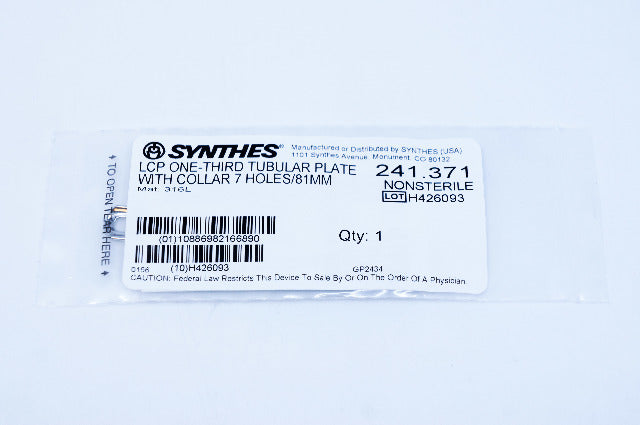 SYNTHES®
Manufactured or Distributed by SYNTHES (USA)
1101 Synthes Avenue, Monument, CO 80132
LCP ONE-THIRD TUBULAR PLATE
WITH COLLAR 7 HOLES/81MM
Mat: 316L
241.371
NONSTERILE
LOT H426093
(01)10886982166890
Qty: 1
(10)H426093
0156
GP2434
CAUTION: Federal Law Restricts This Device To Sale By Or On The Order Of A Physician.
TO OPEN TEAR HERE